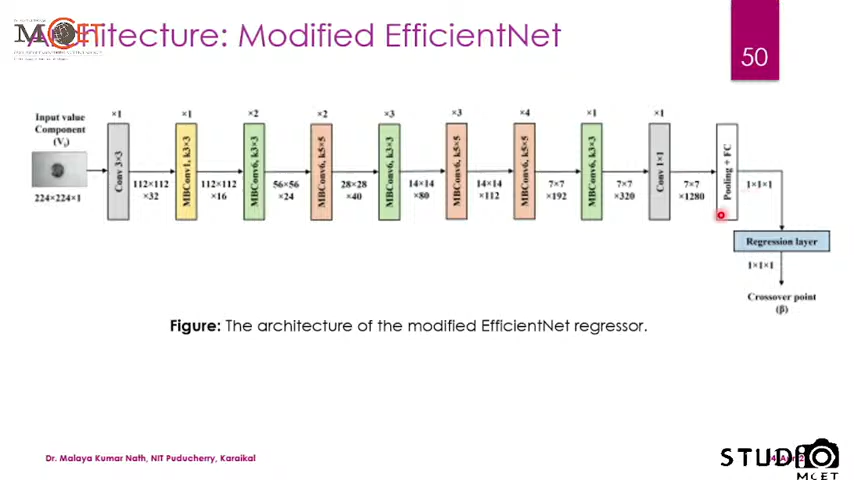 Architecture: Modified EfficientNet
MCET
50
Input value
Component
(Vᵢ)
224×224×1
×1
Conv 3×3
112×112
×32
×1
MBConv1, k3×3
112×112
×16
×2
MBConv6, k3×3
56×56
×24
×2
MBConv6, k5×5
28×28
×40
×3
MBConv6, k3×3
14×14
×80
×3
MBConv6, k5×5
14×14
×112
×4
MBConv6, k5×5
7×7
×192
×1
MBConv6, k3×3
7×7
×320
×1
Conv 1×1
7×7
×1280
Pooling + FC
1×1×1
Regression layer
1×1×1
Crossover point
(β)
Figure: The architecture of the modified EfficientNet regressor.
Dr. Malaya Kumar Nath, NIT Puducherry, Karaikal
STUDIO
MCET